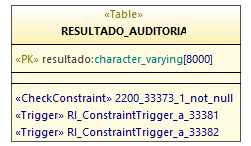 «Table»
RESULTADO_AUDITORIA
«PK» resultado:character_varying[8000]
«CheckConstraint» 2200_33373_1_not_null
«Trigger» RI_ConstraintTrigger_a_33381
«Trigger» RI_ConstraintTrigger_a_33382